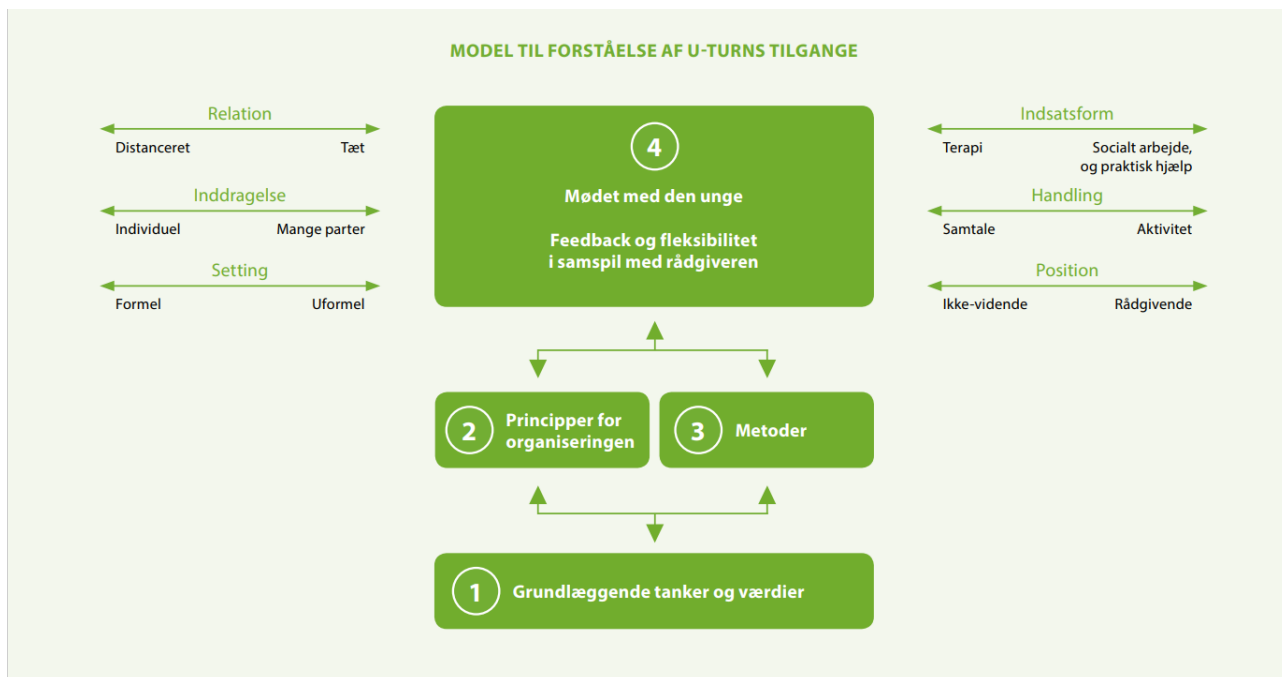 MODEL TIL FORSTÅELSE AF U-TURNS TILGANGE
Relation
Distanceret Tæt
Inddragelse
Individuel Mange parter
Setting
Formel Uformel
4
Mødet med den unge
Feedback og fleksibilitet
i samspil med rådgiveren
Indsatsform
Terapi Socialt arbejde,
og praktisk hjælp
Handling
Samtale Aktivitet
Position
Ikke-vidende Rådgivende
2 Principper for
organiseringen
3 Metoder
1 Grundlæggende tanker og værdier